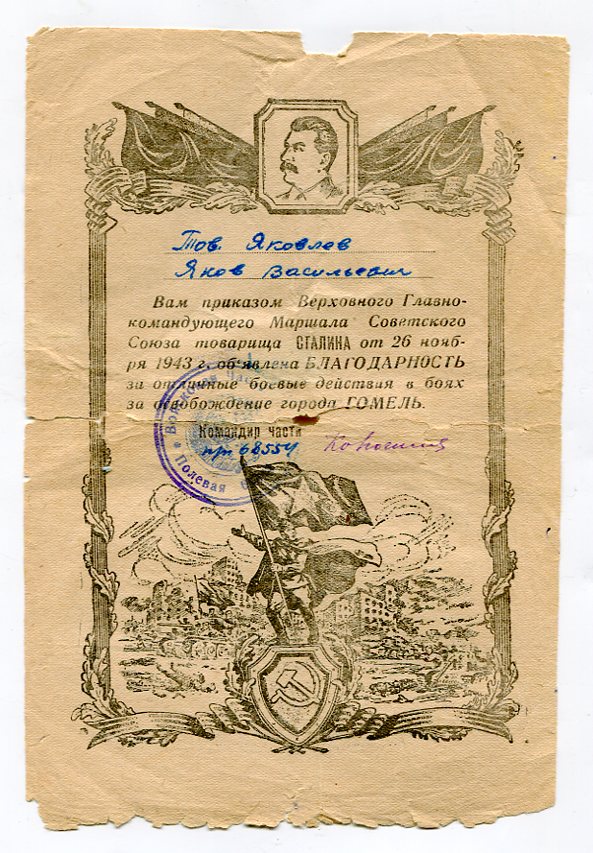 Тов. Яковлев
Яков Васильевич
Вам приказом Верховного Главно-
командующего Маршала Советского
Союза товарища СТАЛИНА от 26 нояб-
ря 1943 г. объявлена БЛАГОДАРНОСТЬ
за отличные боевые действия в боях
за освобождение города ГОМЕЛЬ.
Командир части
пп. 68554
Полевая